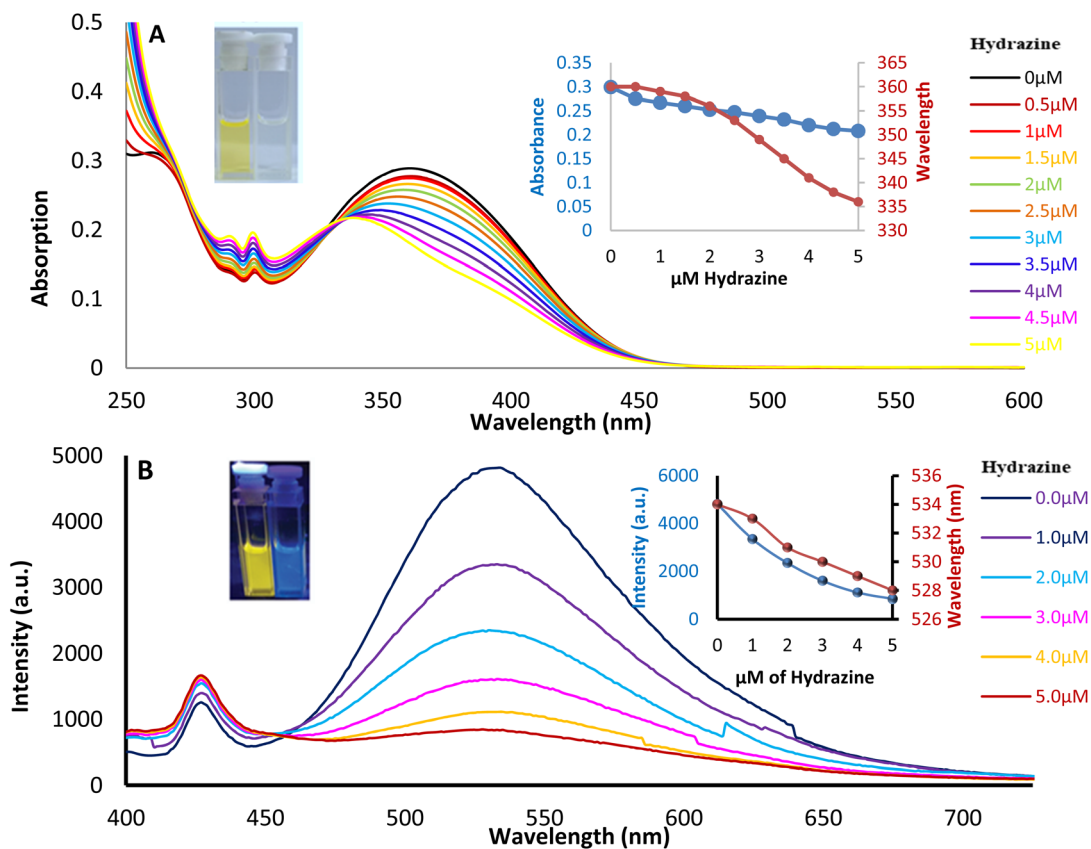 A
0.5
0.4
0.3
0.2
0.1
0
Absorption
250 300 350 400 450 500 550 600
Wavelength (nm)
0.35
0.3
0.25
0.2
0.15
0.1
0.05
0
Absorbance
365
360
355
350
345
340
335
330
Wavelength
0 1 2 3 4 5
µM Hydrazine
Hydrazine
0µM
0.5µM
1µM
1.5µM
2µM
2.5µM
3µM
3.5µM
4µM
4.5µM
5µM
B
5000
4000
3000
2000
1000
0
Intensity (a.u.)
400 450 500 550 600 650 700
Wavelength (nm)
6000
4000
2000
0
Intensity (a.u.)
536
534
532
530
528
526
Wavelength (nm)
0 1 2 3 4 5
µM of Hydrazine
Hydrazine
0.0µM
1.0µM
2.0µM
3.0µM
4.0µM
5.0µM